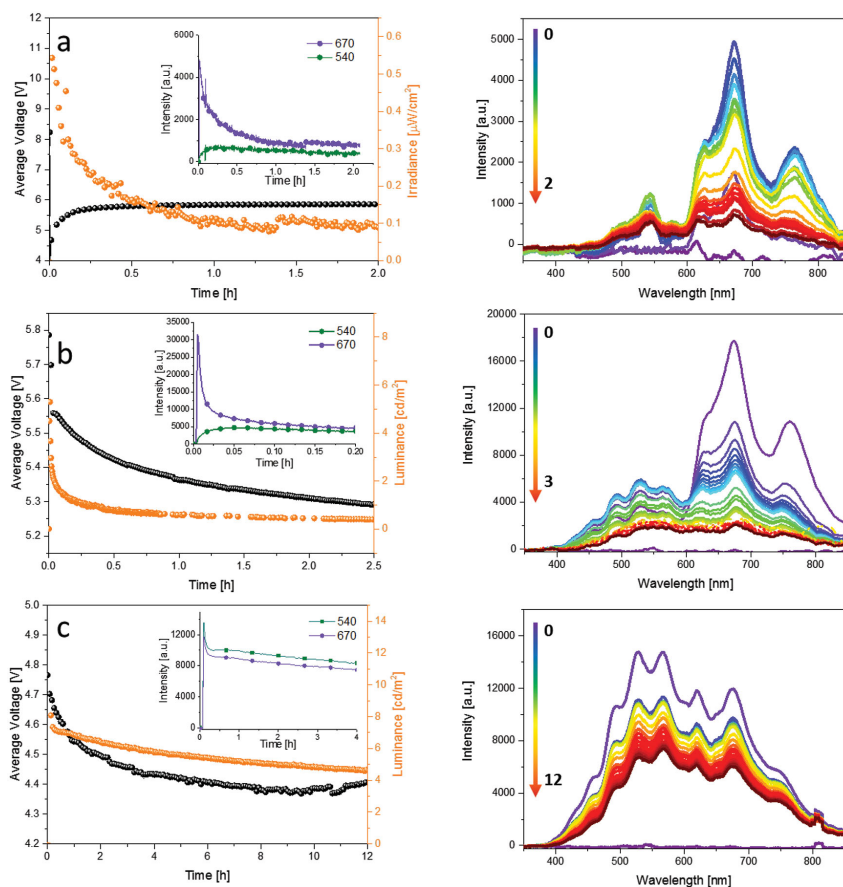 a
Average Voltage [V]
12
11
10
9
8
7
6
5
4
Intensity [a.u.]
6000
4000
2000
0
670
540
0.0 0.5 1.0 1.5 2.0
Time [h]
0.6
0.5
0.4
0.3
0.2
0.1
0.0
Irradiance [µW/cm²]
0.0 0.5 1.0 1.5 2.0
Time [h]
Intensity [a.u.]
5000
4000
3000
2000
1000
0
0
2
400 500 600 700 800
Wavelength [nm]
b
Average Voltage [V]
5.8
5.7
5.6
5.5
5.4
5.3
5.2
Intensity [a.u.]
35000
30000
25000
20000
15000
10000
5000
0
540
670
0.00 0.05 0.10 0.15 0.20
Time [h]
8
6
4
2
0
Luminance [cd/m²]
0.0 0.5 1.0 1.5 2.0 2.5
Time [h]
Intensity [a.u.]
20000
16000
12000
8000
4000
0
0
3
400 500 600 700 800
Wavelength [nm]
c
Average Voltage [V]
5.0
4.9
4.8
4.7
4.6
4.5
4.4
4.3
4.2
Intensity [a.u.]
12000
8000
4000
0
540
670
0 1 2 3 4
Time [h]
14
12
10
8
6
4
2
0
Luminance [cd/m²]
0 2 4 6 8 10 12
Time [h]
Intensity [a.u.]
16000
12000
8000
4000
0
0
12
400 500 600 700 800
Wavelength [nm]